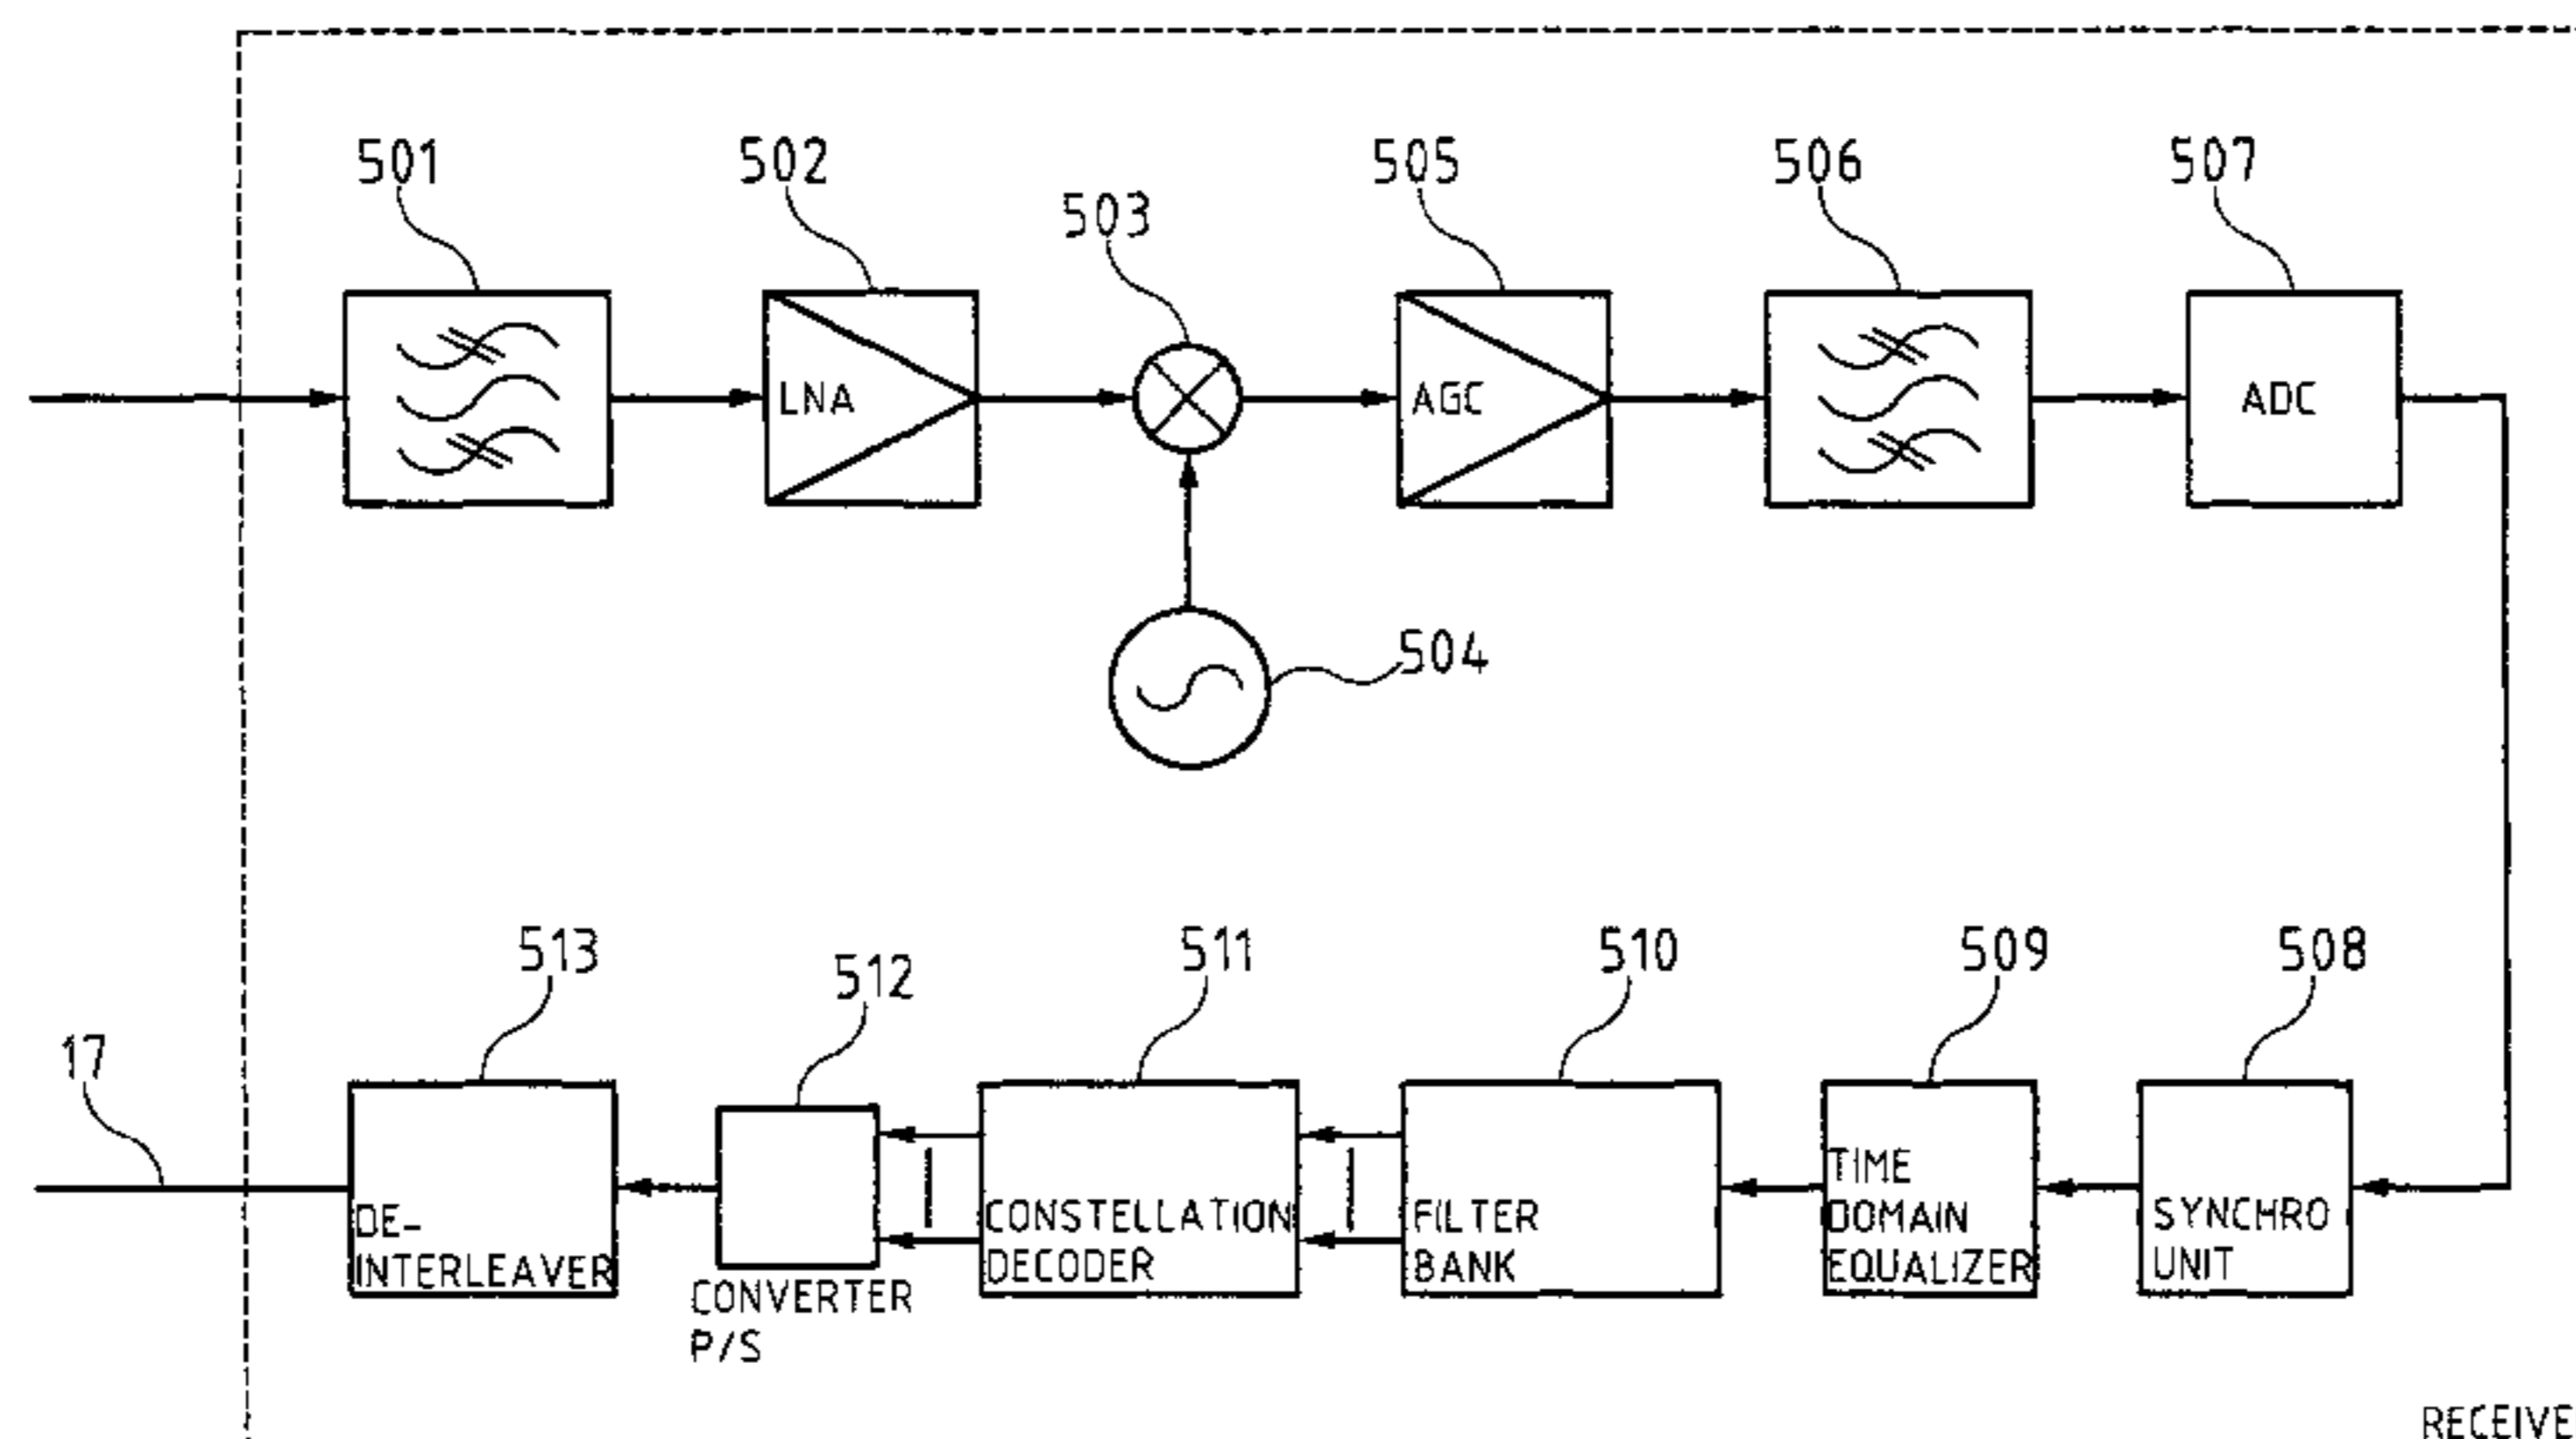 501
502
503
505
506
507
LNA
AGC
ADC
504
513
512
511
510
509
508
17
DE-
INTERLEAVER
CONVERTER
P/S
CONSTELLATION
DECODER
FILTER
BANK
TIME
DOMAIN
EQUALIZER
SYNCHRO
UNIT
RECEIVE